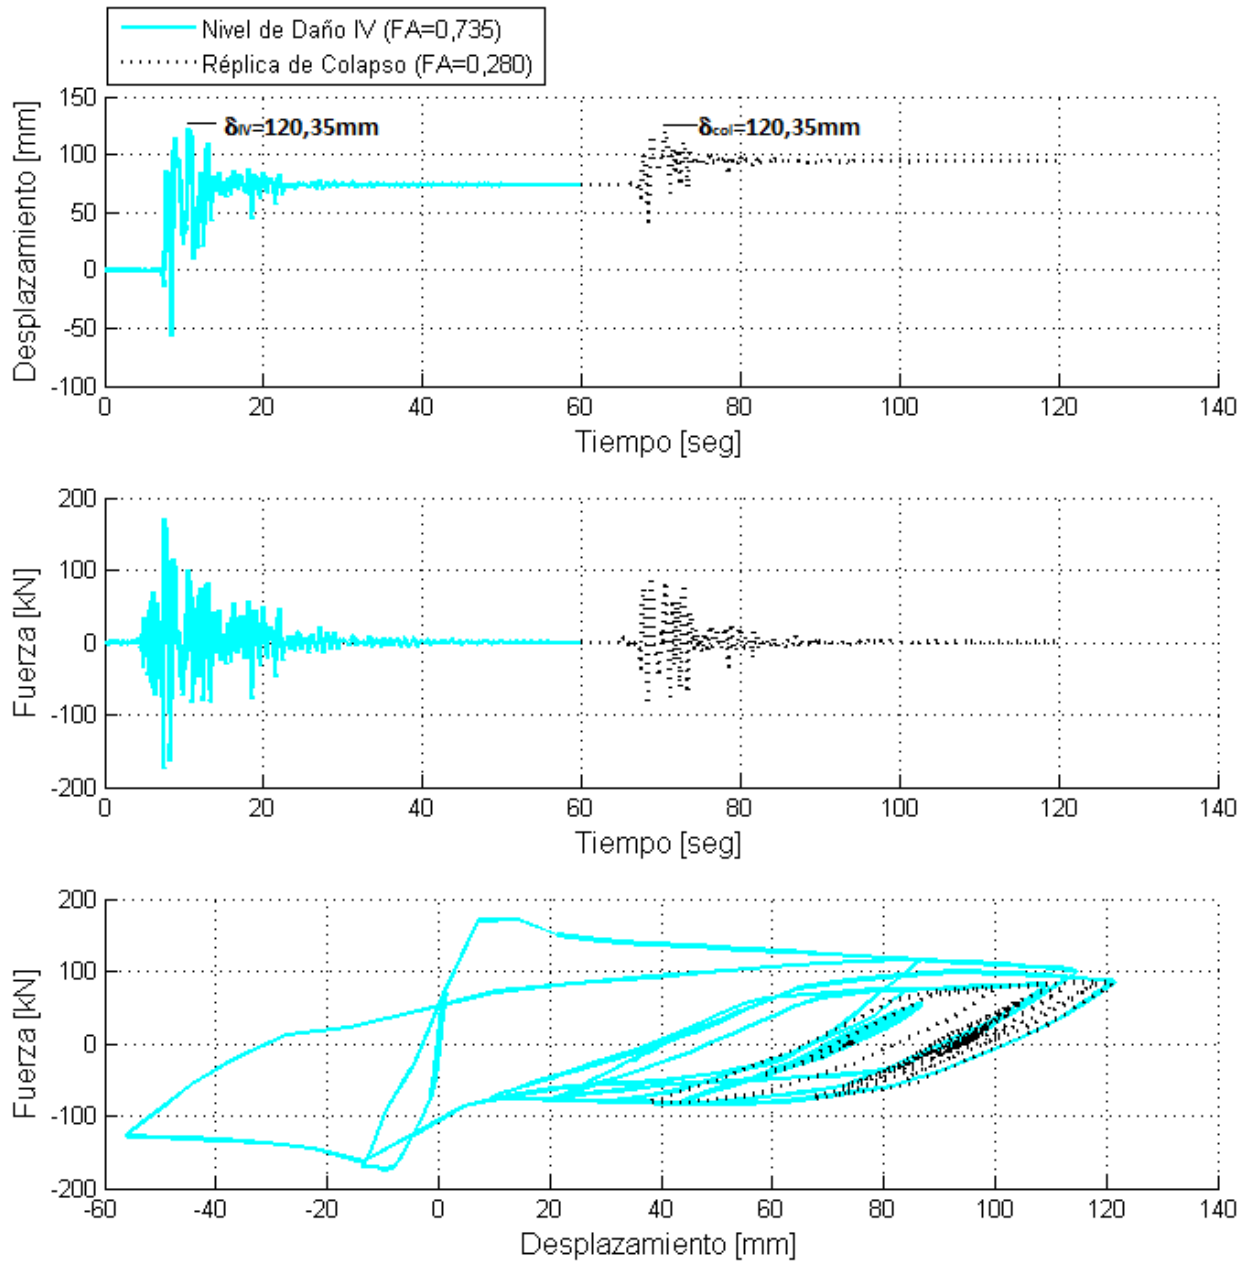 Nivel de Daño IV (FA=0,735)
Réplica de Colapso (FA=0,280)
150
100
50
0
-50
-100
Desplazamiento [mm]
δIV=120,35mm
δcol=120,35mm
0 20 40 60 80 100 120 140
Tiempo [seg]
200
100
0
-100
-200
Fuerza [kN]
0 20 40 60 80 100 120 140
Tiempo [seg]
200
100
0
-100
-200
Fuerza [kN]
-60 -40 -20 0 20 40 60 80 100 120 140
Desplazamiento [mm]